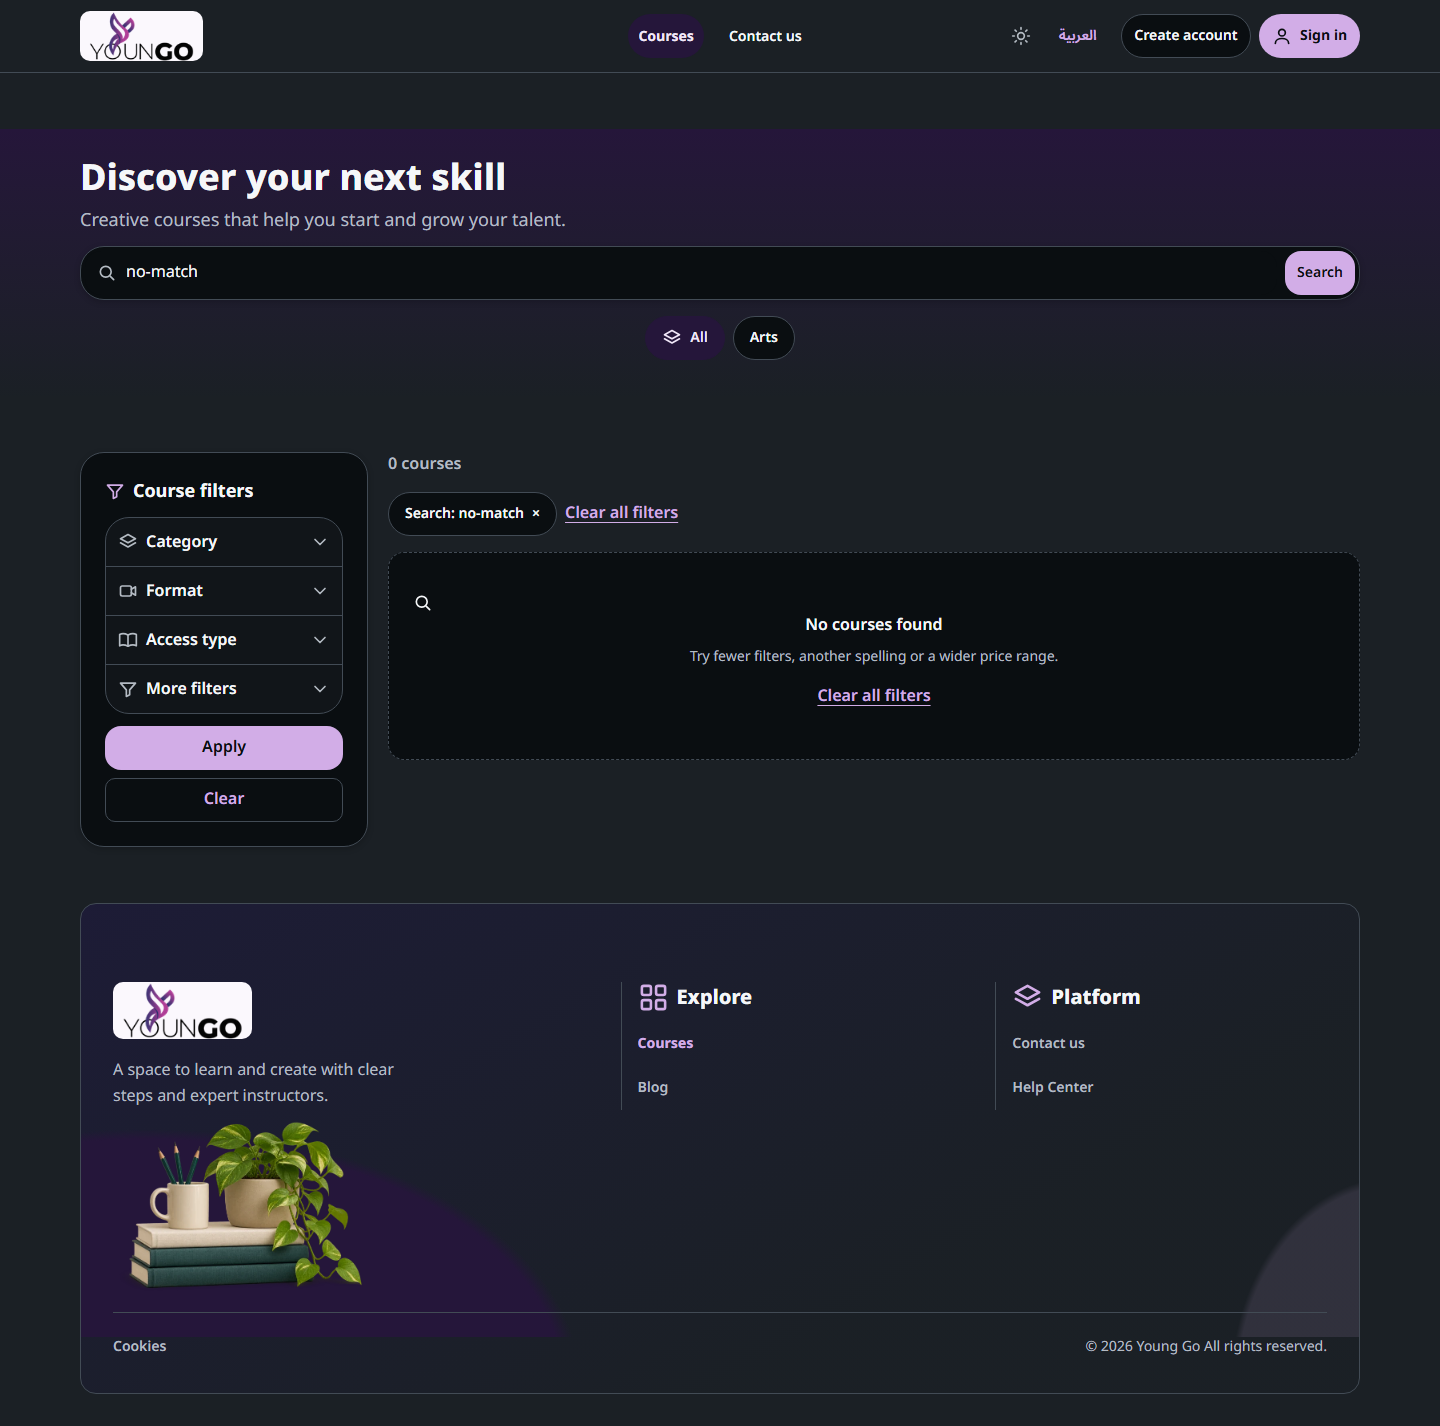 YOUNGO
Courses
Contact us
العربية
Create account
Sign in
Discover your next skill
Creative courses that help you start and grow your talent.
no-match
Search
All
Arts
Course filters
Category
Format
Access type
More filters
Apply
Clear
0 courses
Search: no-match ×
Clear all filters
No courses found
Try fewer filters, another spelling or a wider price range.
Clear all filters
YOUNGO
A space to learn and create with clear
steps and expert instructors.
Explore
Courses
Blog
Platform
Contact us
Help Center
Cookies
© 2026 Young Go All rights reserved.